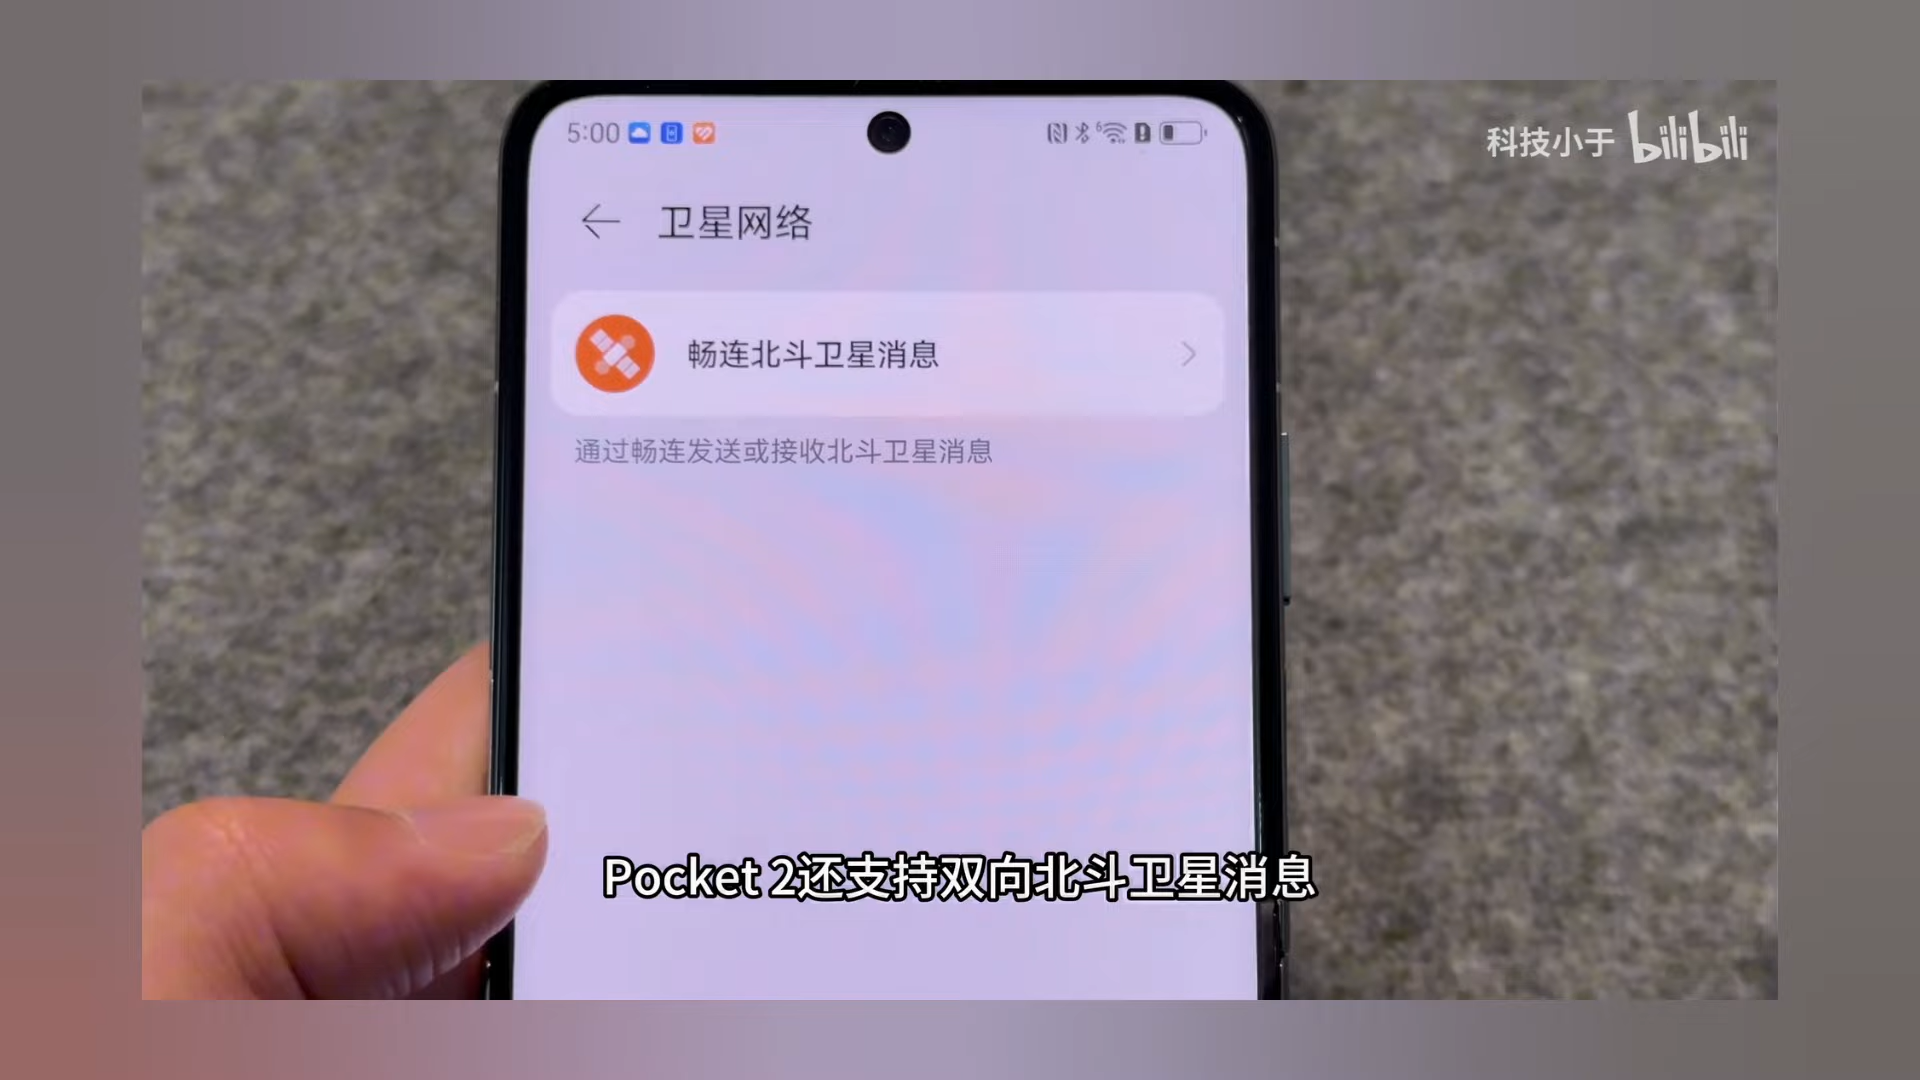 科技小于 bilibili
5:00
卫星网络
畅连北斗卫星消息
通过畅连发送或接收北斗卫星消息
Pocket 2还支持双向北斗卫星消息